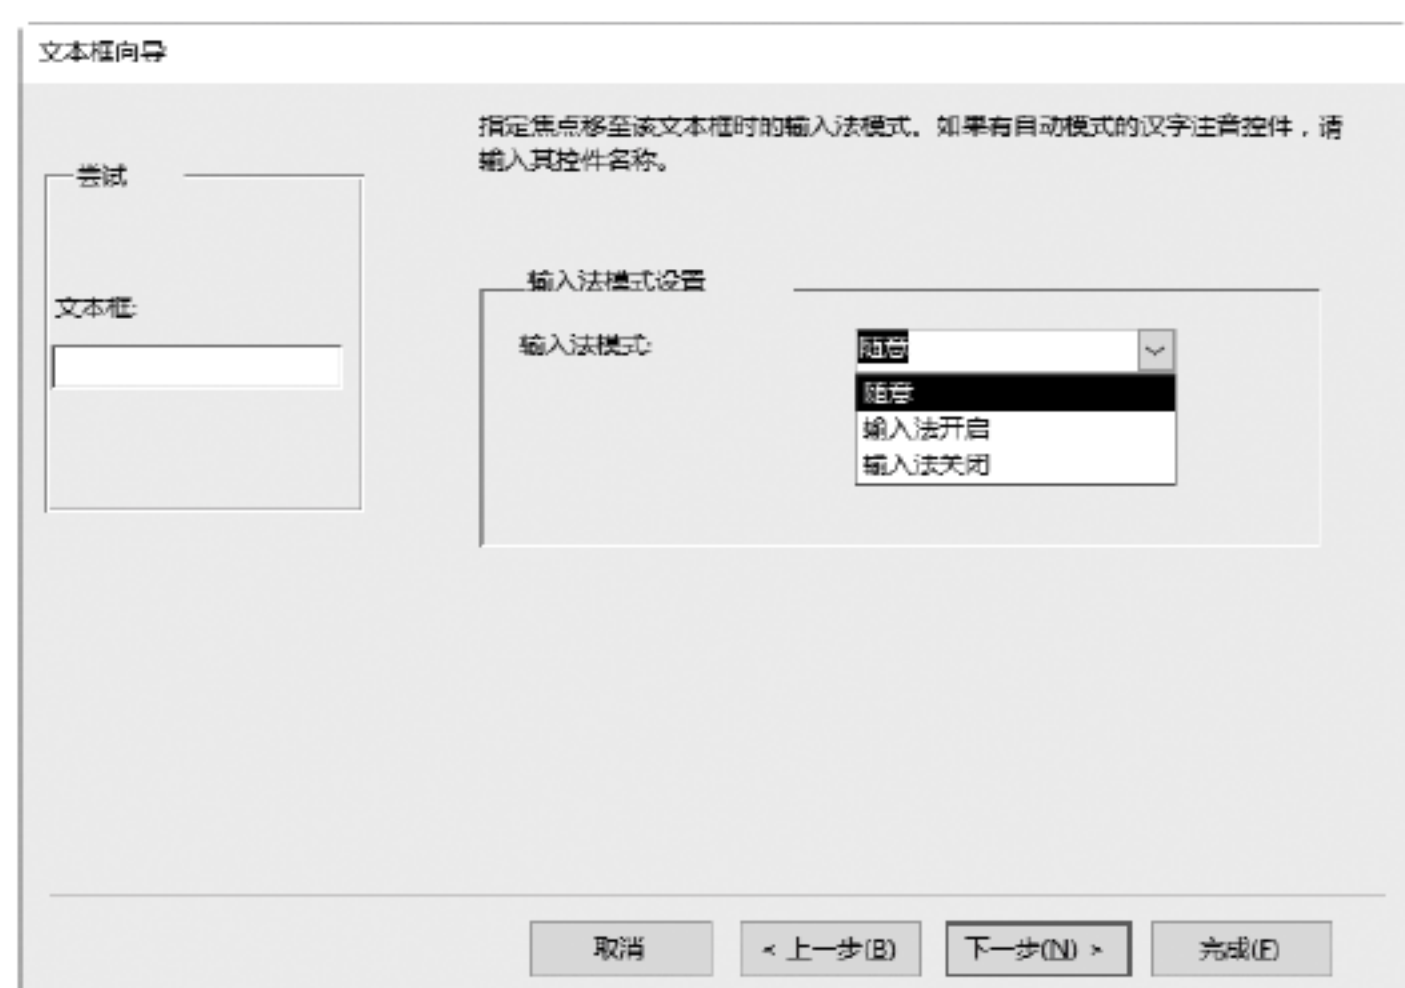 文本框向导
指定焦点移至该文本框时的输入法模式。如果有自动模式的汉字注音控件，请
输入其控件名称。
尝试
文本框:
输入法模式设置
输入法模式:
随意
随意
输入法开启
输入法关闭
取消
< 上一步(B)
下一步(N) >
完成(F)